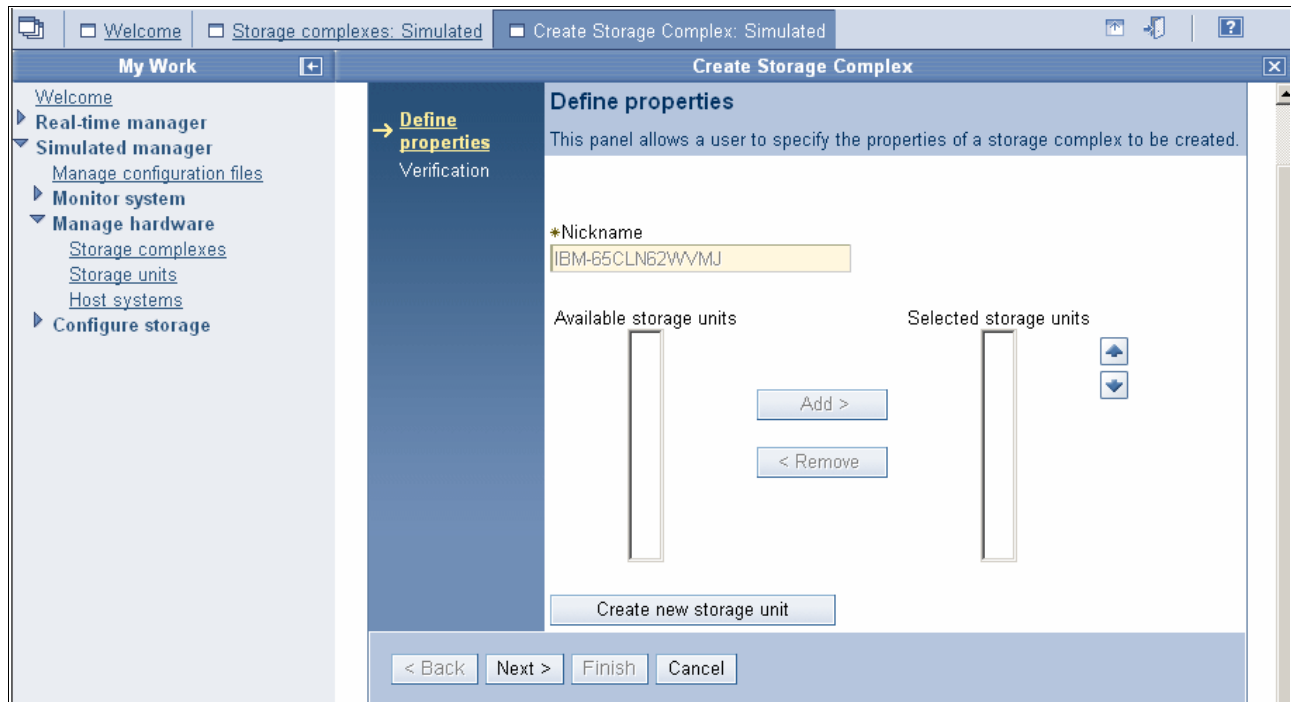 Welcome Storage complexes: Simulated Create Storage Complex: Simulated ?
My Work
Create Storage Complex
Welcome
Real-time manager
Simulated manager
Manage configuration files
Monitor system
Manage hardware
Storage complexes
Storage units
Host systems
Configure storage
Define properties
Verification
Define properties
This panel allows a user to specify the properties of a storage complex to be created.
*Nickname
IBM-65CLN62WVMJ
Available storage units
Selected storage units
Add >
< Remove
Create new storage unit
< Back Next > Finish Cancel